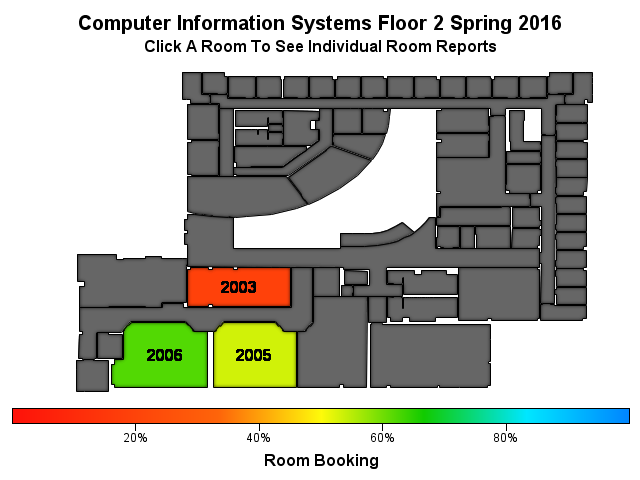 Computer Information Systems Floor 2 Spring 2016
Click A Room To See Individual Room Reports
2003
2006 2005
20% 40% 60% 80%
Room Booking